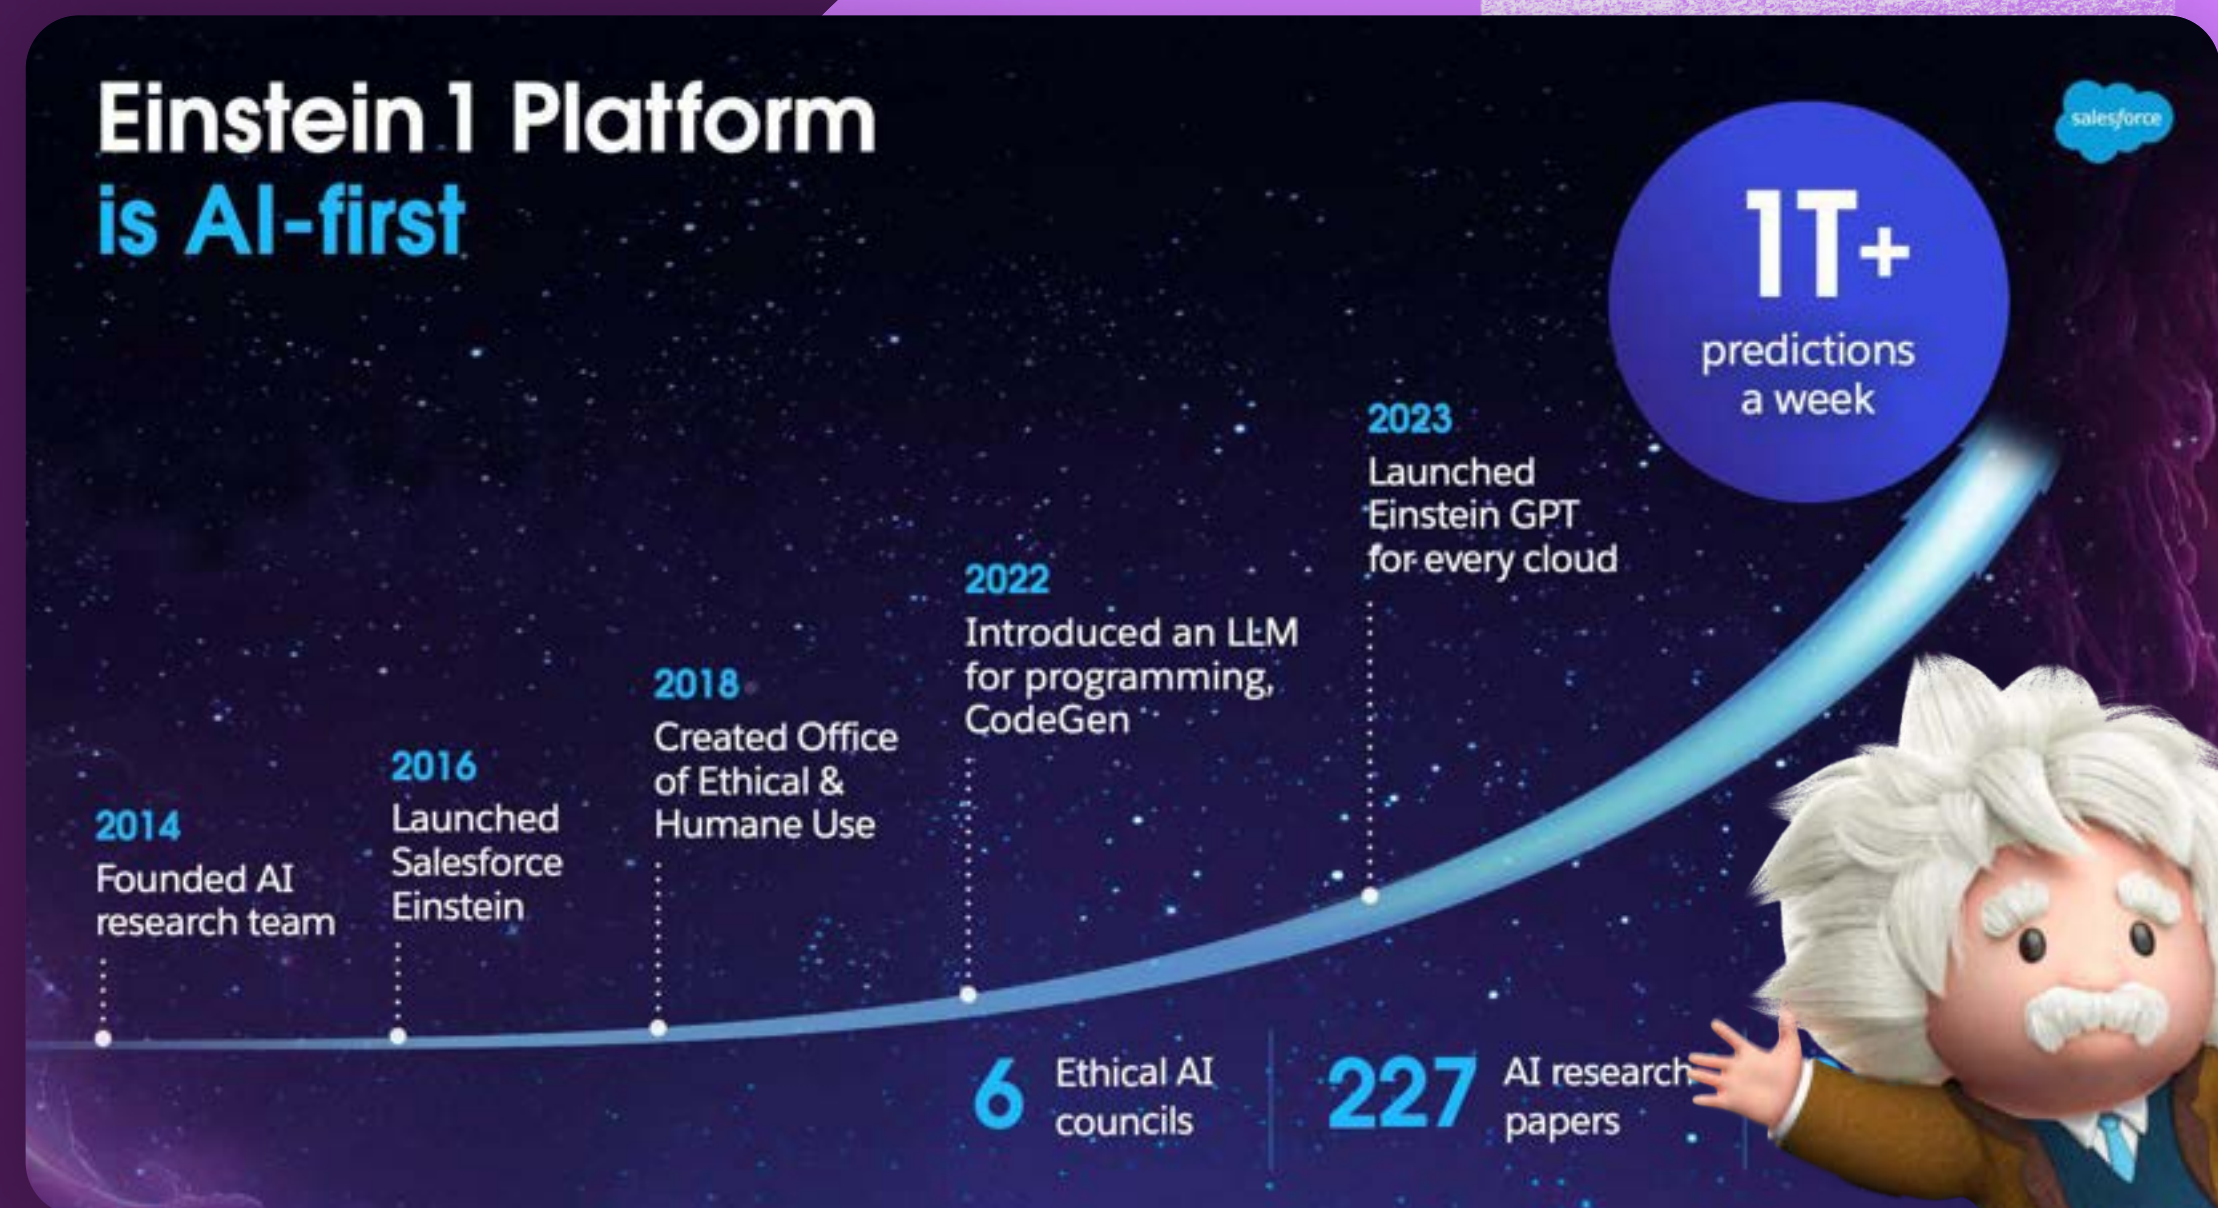 Einstein 1 Platform
is AI-first
salesforce
1T+
predictions
a week
2014
Founded AI
research team
2016
Launched
Salesforce
Einstein
2018
Created Office
of Ethical &
Humane Use
2022
Introduced an LLM
for programming,
CodeGen
2023
Launched
Einstein GPT
for every cloud
6
Ethical AI
councils
227
AI research
papers